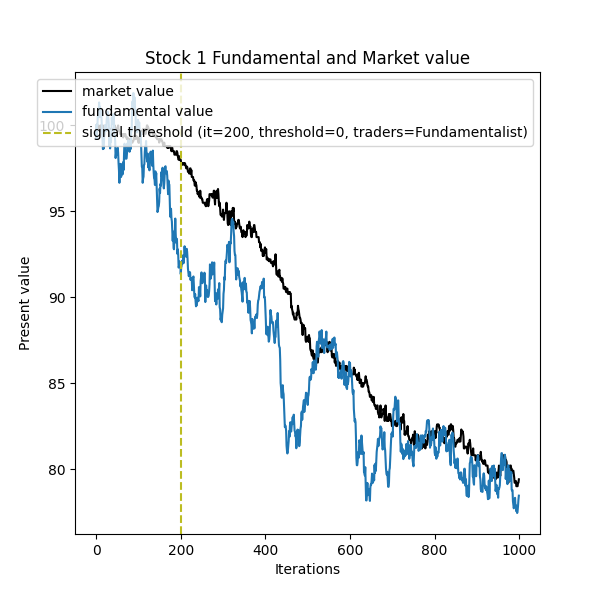 Stock 1 Fundamental and Market value
market value
fundamental value
signal threshold (it=200, threshold=0, traders=Fundamentalist)
100
95
90
85
80
Present value
0 200 400 600 800 1000
Iterations